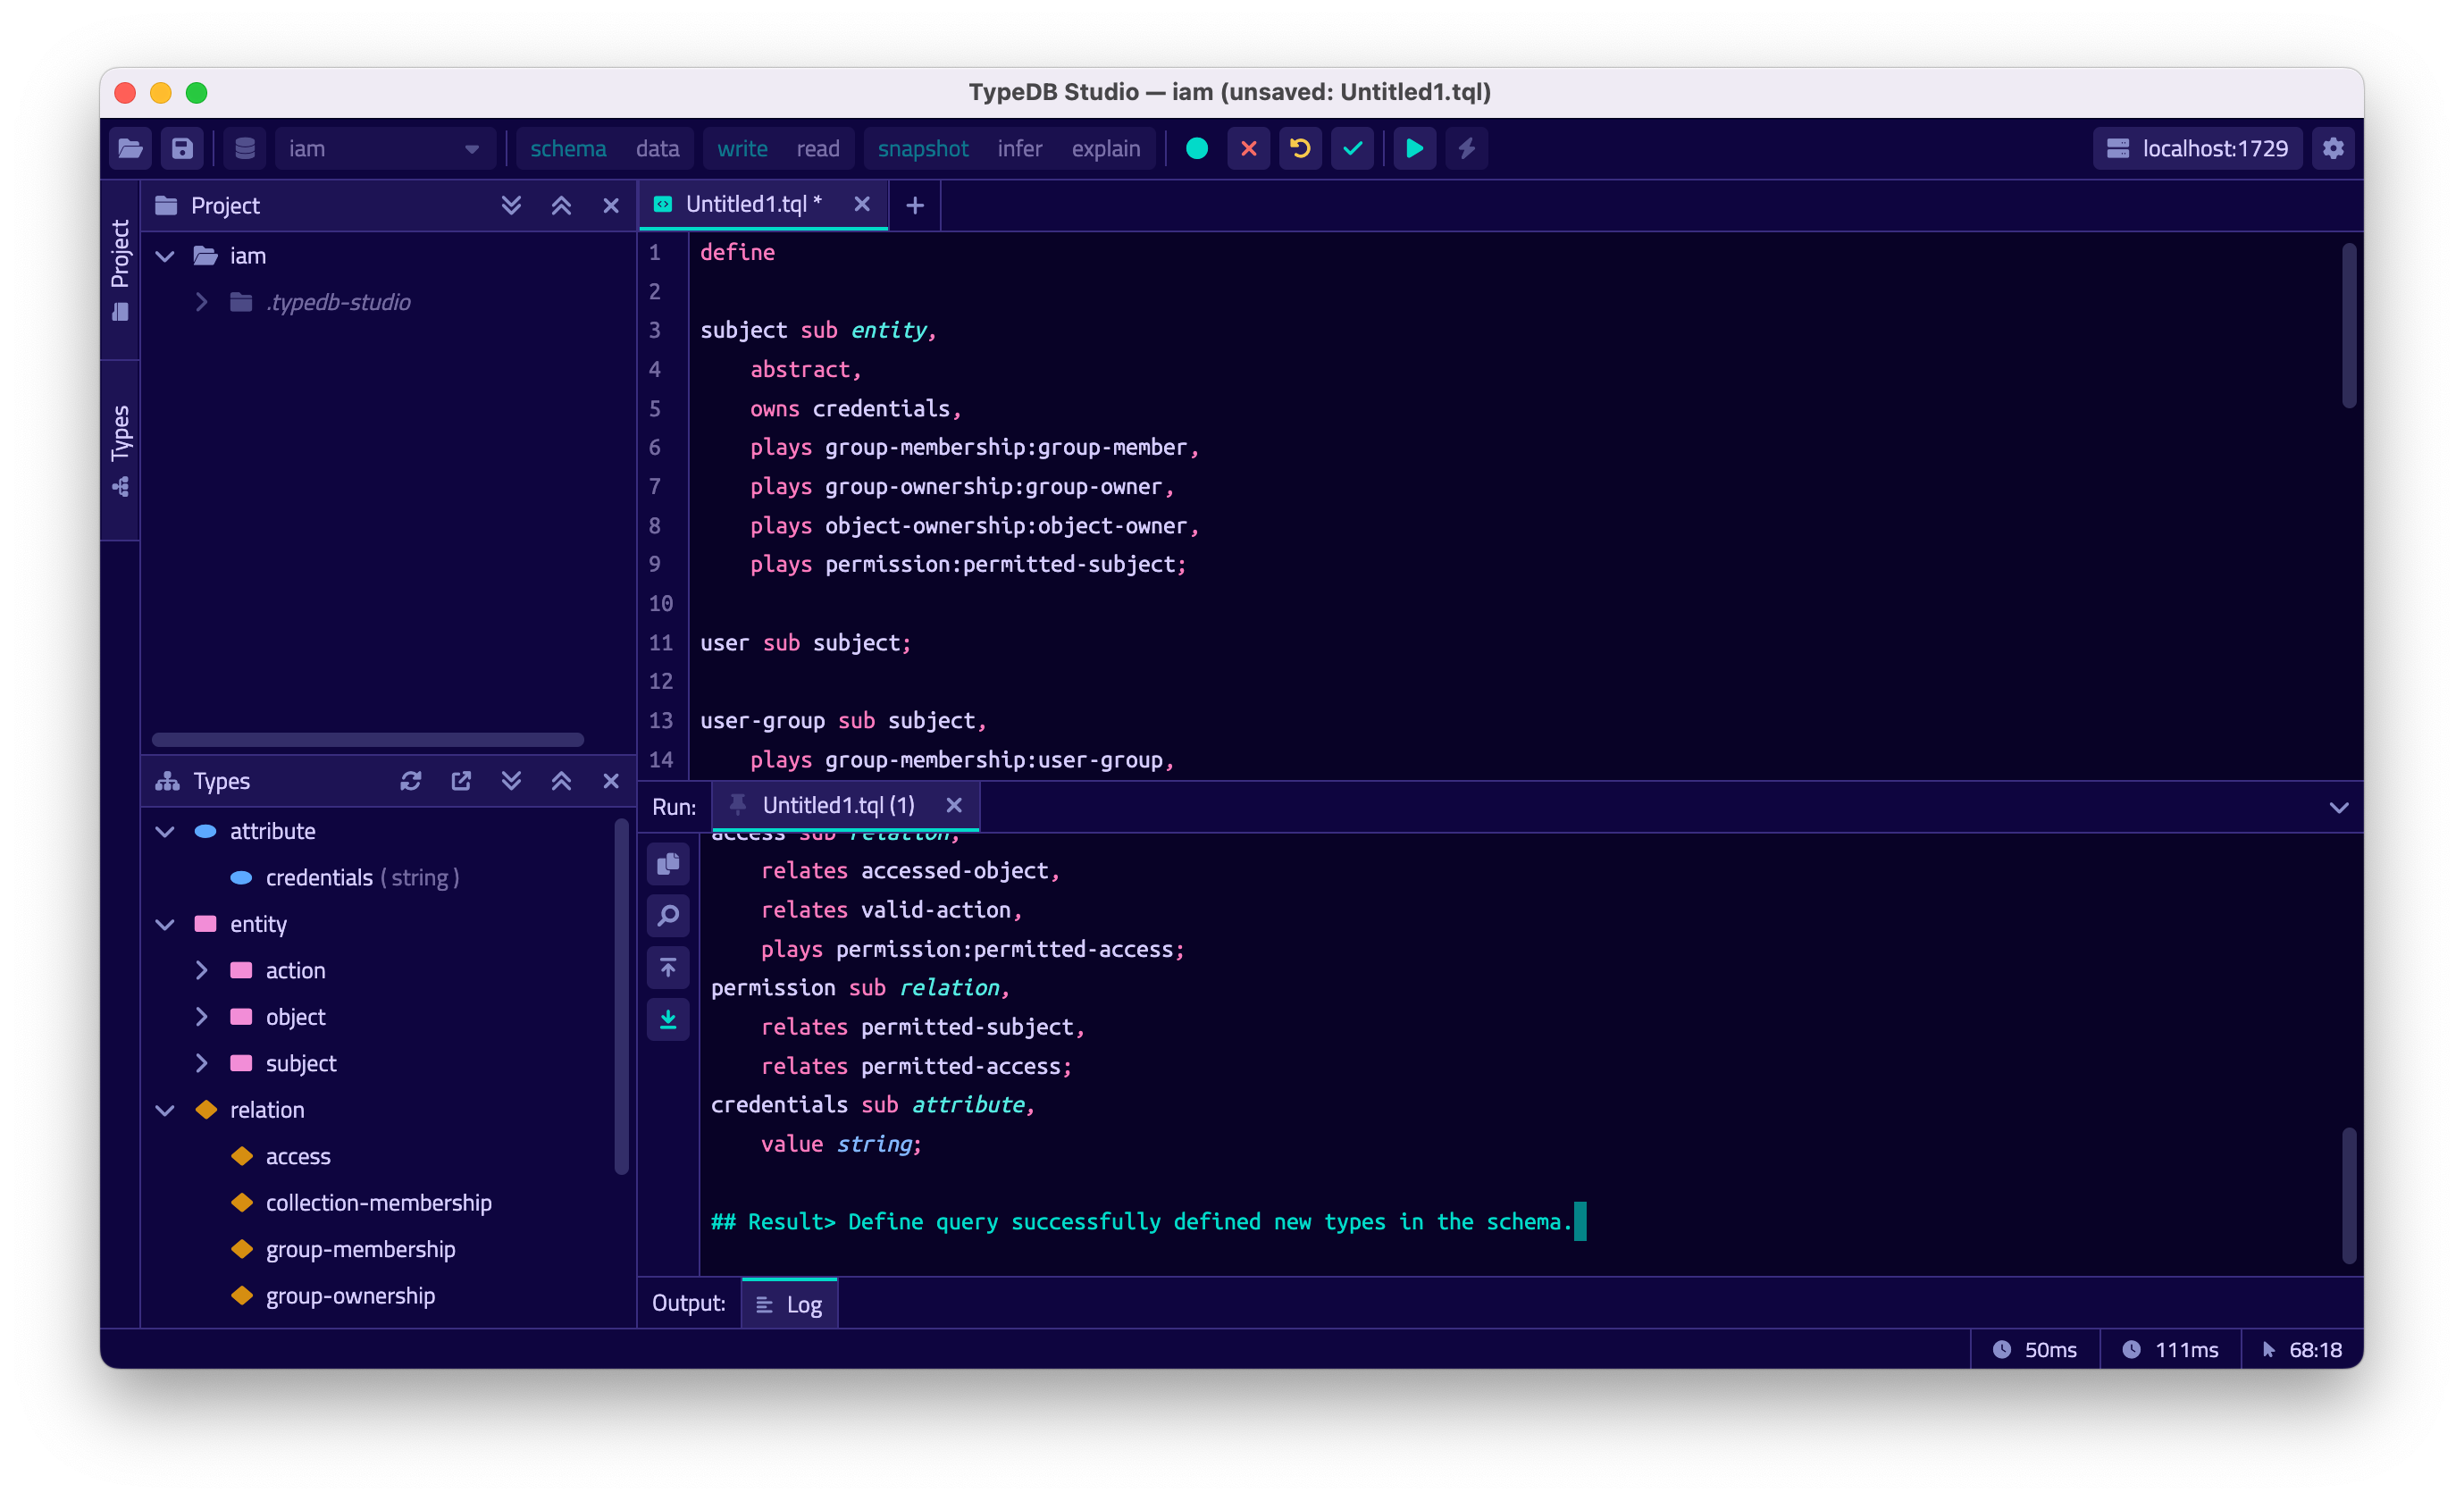 TypeDB Studio — iam (unsaved: Untitled1.tql)
iam schema data write read snapshot infer explain localhost:1729
Project
Types
Project
iam
.typedb-studio
Types
attribute
credentials ( string )
entity
action
object
subject
relation
access
collection-membership
group-membership
group-ownership
Untitled1.tql *
1 define
2
3 subject sub entity,
4 abstract,
5 owns credentials,
6 plays group-membership:group-member,
7 plays group-ownership:group-owner,
8 plays object-ownership:object-owner,
9 plays permission:permitted-subject;
10
11 user sub subject;
12
13 user-group sub subject,
14 plays group-membership:user-group,
Run: Untitled1.tql (1)
access sub relation,
relates accessed-object,
relates valid-action,
plays permission:permitted-access;
permission sub relation,
relates permitted-subject,
relates permitted-access;
credentials sub attribute,
value string;
## Result> Define query successfully defined new types in the schema.
Output: Log
50ms 111ms 68:18